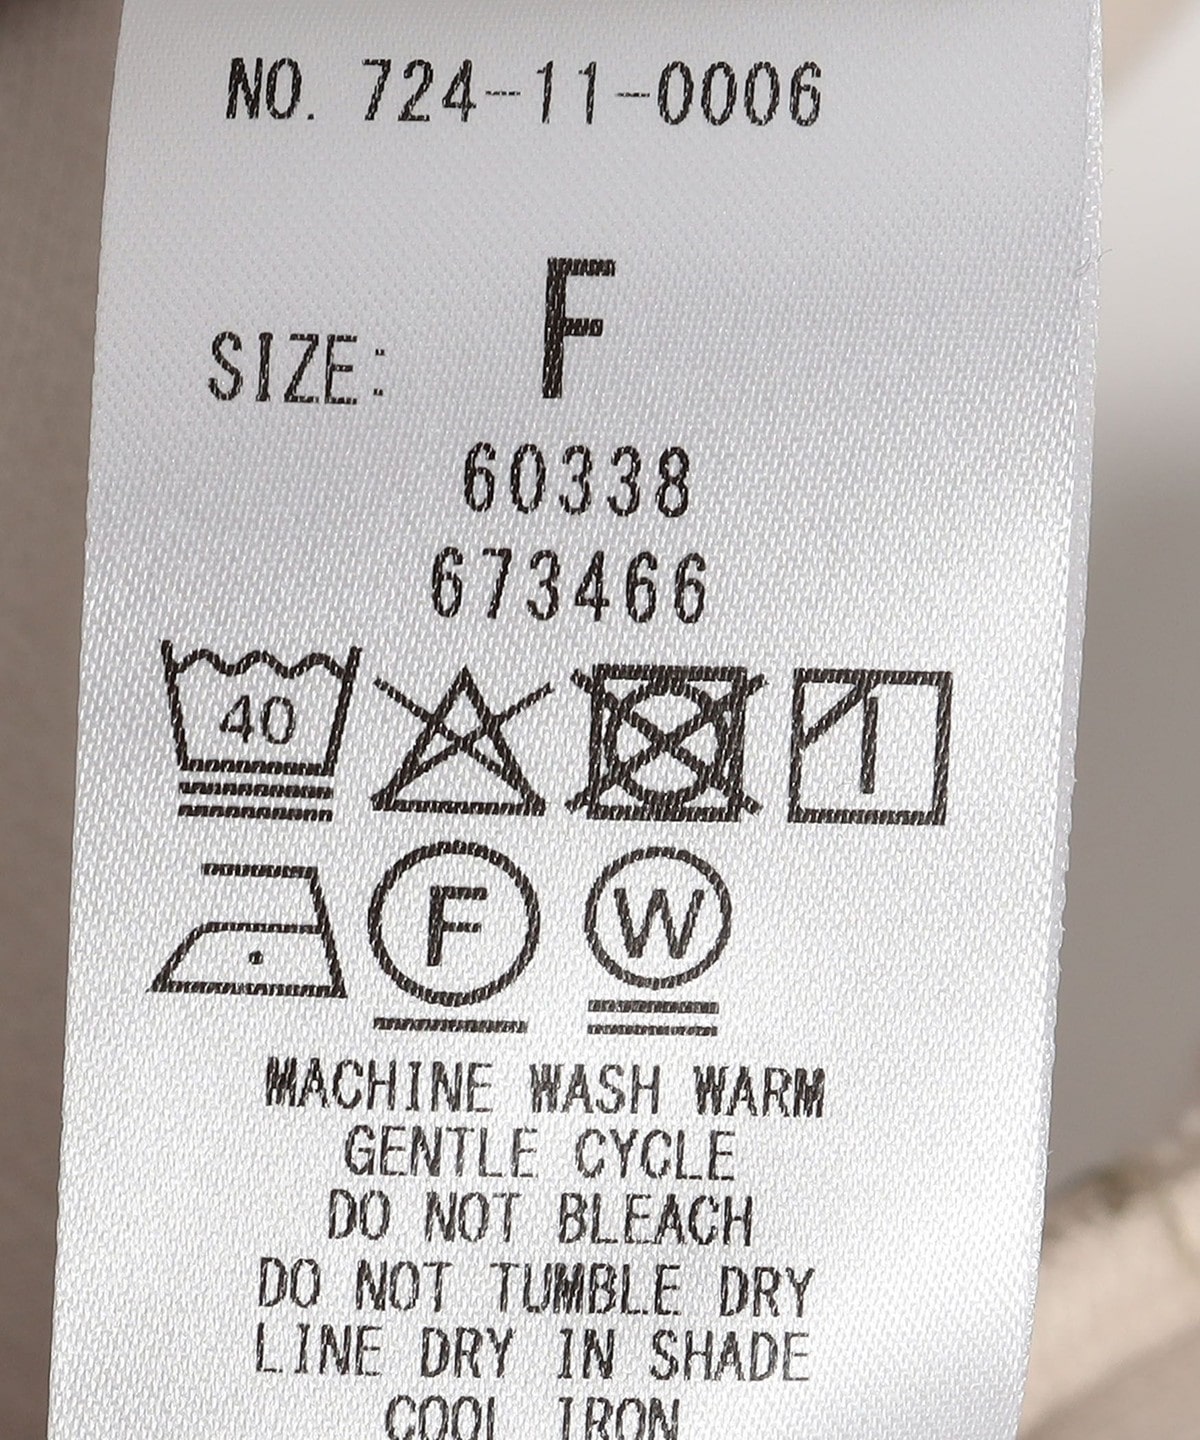 NO. 724-11-0006
SIZE: F
60338
673466
40
F W
MACHINE WASH WARM
GENTLE CYCLE
DO NOT BLEACH
DO NOT TUMBLE DRY
LINE DRY IN SHADE
COOL IRON